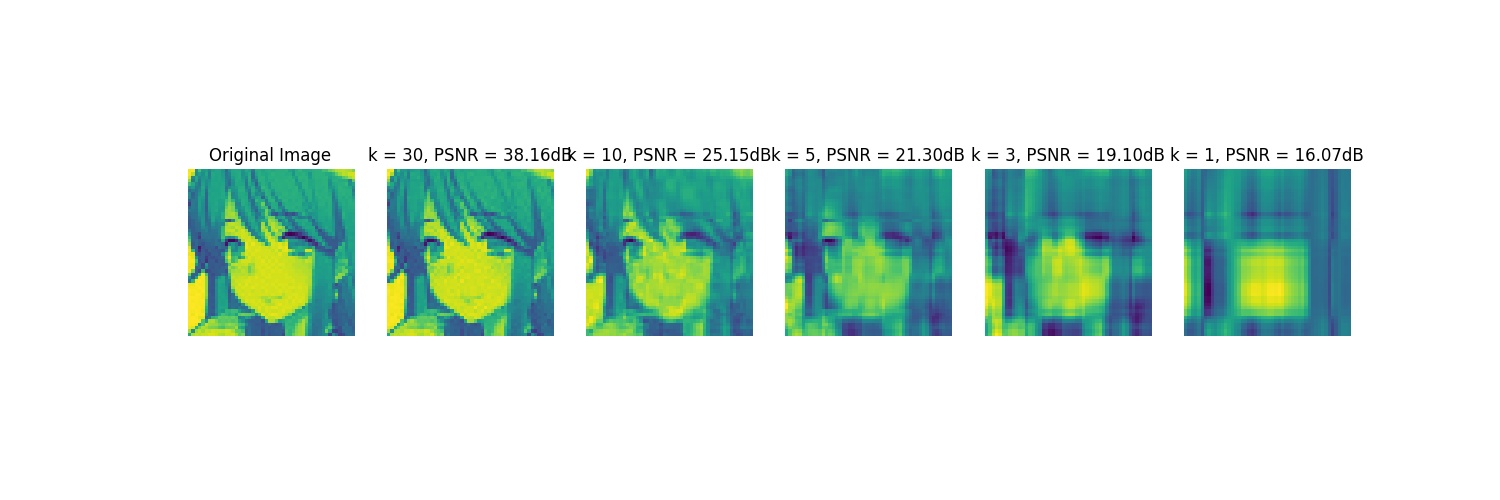 Original Image
k = 30, PSNR = 38.16dB
k = 10, PSNR = 25.15dB
k = 5, PSNR = 21.30dB
k = 3, PSNR = 19.10dB
k = 1, PSNR = 16.07dB